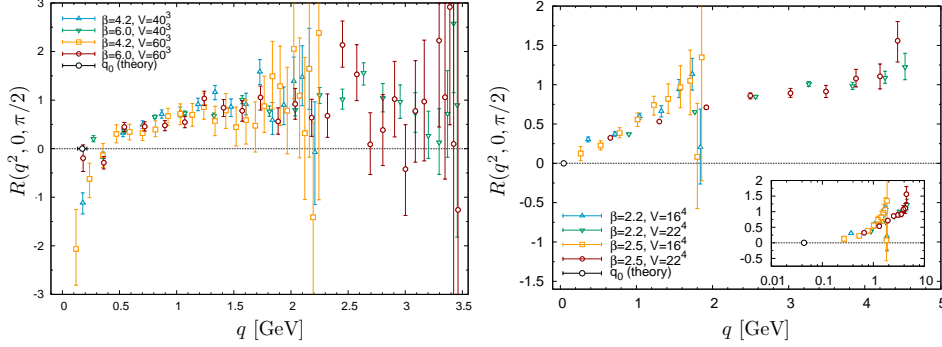 R(q², 0, π/2)
3
2
1
0
-1
-2
-3
β=4.2, V=40³
β=6.0, V=40³
β=4.2, V=60³
β=6.0, V=60³
q₀ (theory)
0 0.5 1 1.5 2 2.5 3 3.5
q [GeV]
R(q², 0, π/2)
2
1.5
1
0.5
0
-0.5
-1
-1.5
β=2.2, V=16⁴
β=2.2, V=22⁴
β=2.5, V=16⁴
β=2.5, V=22⁴
q₀ (theory)
2
1.5
1
0.5
0
-0.5
0.01 0.1 1 10
0 1 2 3 4 5
q [GeV]